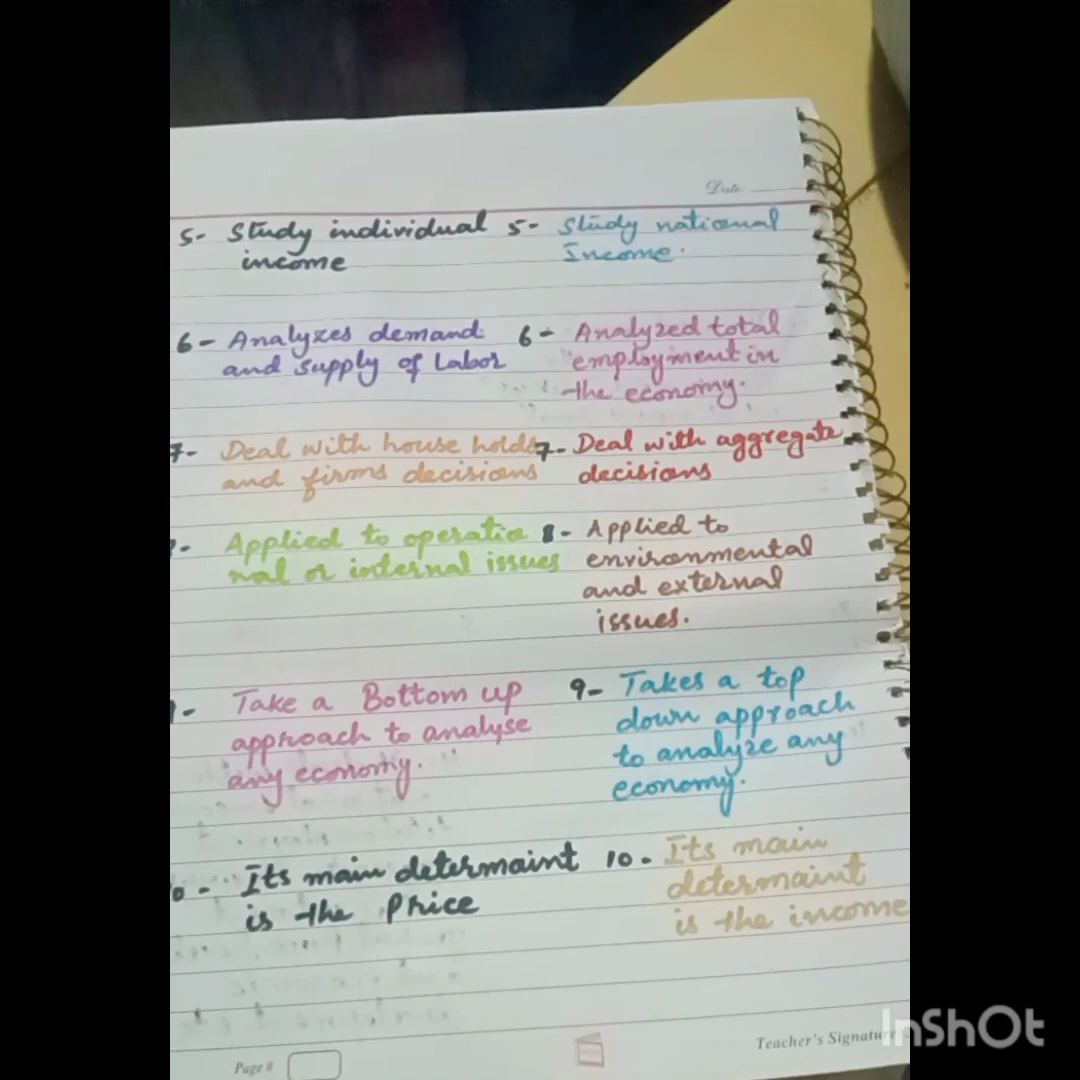 Date
5- Study individual 5- Study national
income Income.
6- Analyzes demand 6- Analyzed total
and supply of Labor employment in
the economy.
7- Deal with house holds 7- Deal with aggregate
and firms decisions decisions
Applied to operatio 8- Applied to
nal or internal issues environmental
and external
issues.
Take a Bottom up 9- Takes a top
approach to analyse down approach
any economy. to analyze any
economy.
0- Its main determaint 10- Its main
is the Price determaint
is the income
Teacher's Signature
Page #
InShOt